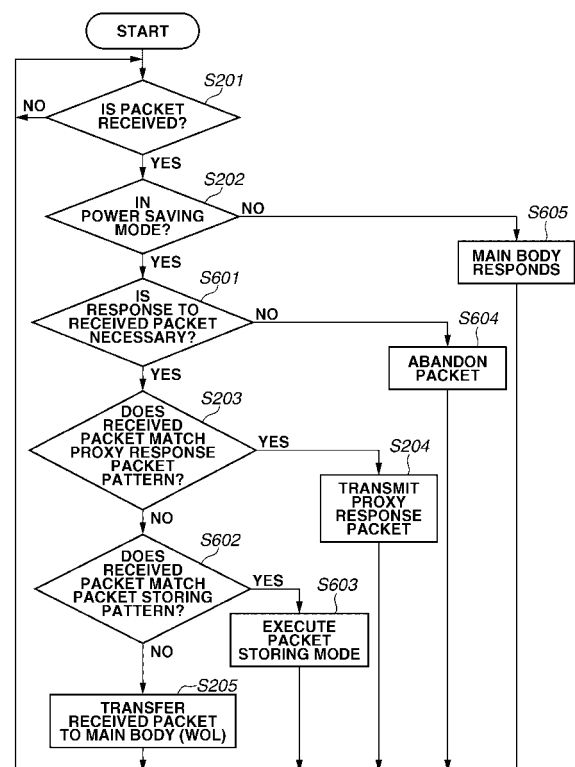 START
S201
NO
IS PACKET
RECEIVED?
YES
S202
IN
POWER SAVING
MODE?
NO
S605
MAIN BODY
RESPONDS
YES
S601
IS
RESPONSE TO
RECEIVED PACKET
NECESSARY?
NO
S604
ABANDON
PACKET
YES
S203
DOES
RECEIVED
PACKET MATCH
PROXY RESPONSE
PACKET
PATTERN?
YES
S204
TRANSMIT
PROXY
RESPONSE
PACKET
NO
S602
DOES
RECEIVED
PACKET MATCH
PACKET STORING
PATTERN?
YES
S603
EXECUTE
PACKET
STORING MODE
NO
S205
TRANSFER
RECEIVED PACKET
TO MAIN BODY (WOL)